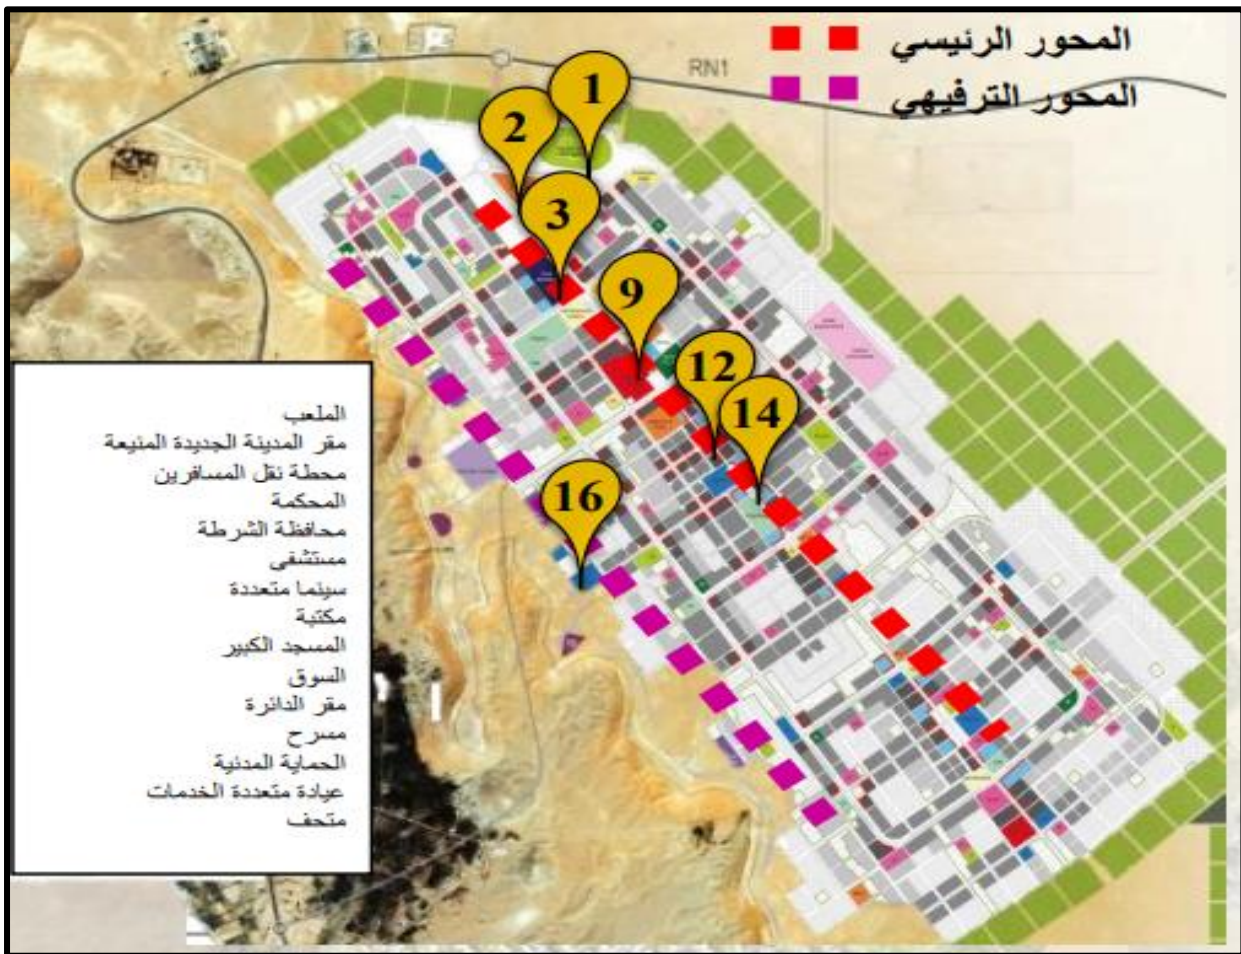 المحور الرئيسي
RN1
المحور الترفيهي
1
2
3
9
12
14
16
الملعب
مقر المدينة الجديدة المنيعة
محطة نقل المسافرين
المحكمة
محافظة الشرطة
مستشفى
سينما متعددة
مكتبة
المسجد الكبير
السوق
مقر الدائرة
مسرح
الحماية المدنية
عيادة متعددة الخدمات
متحف